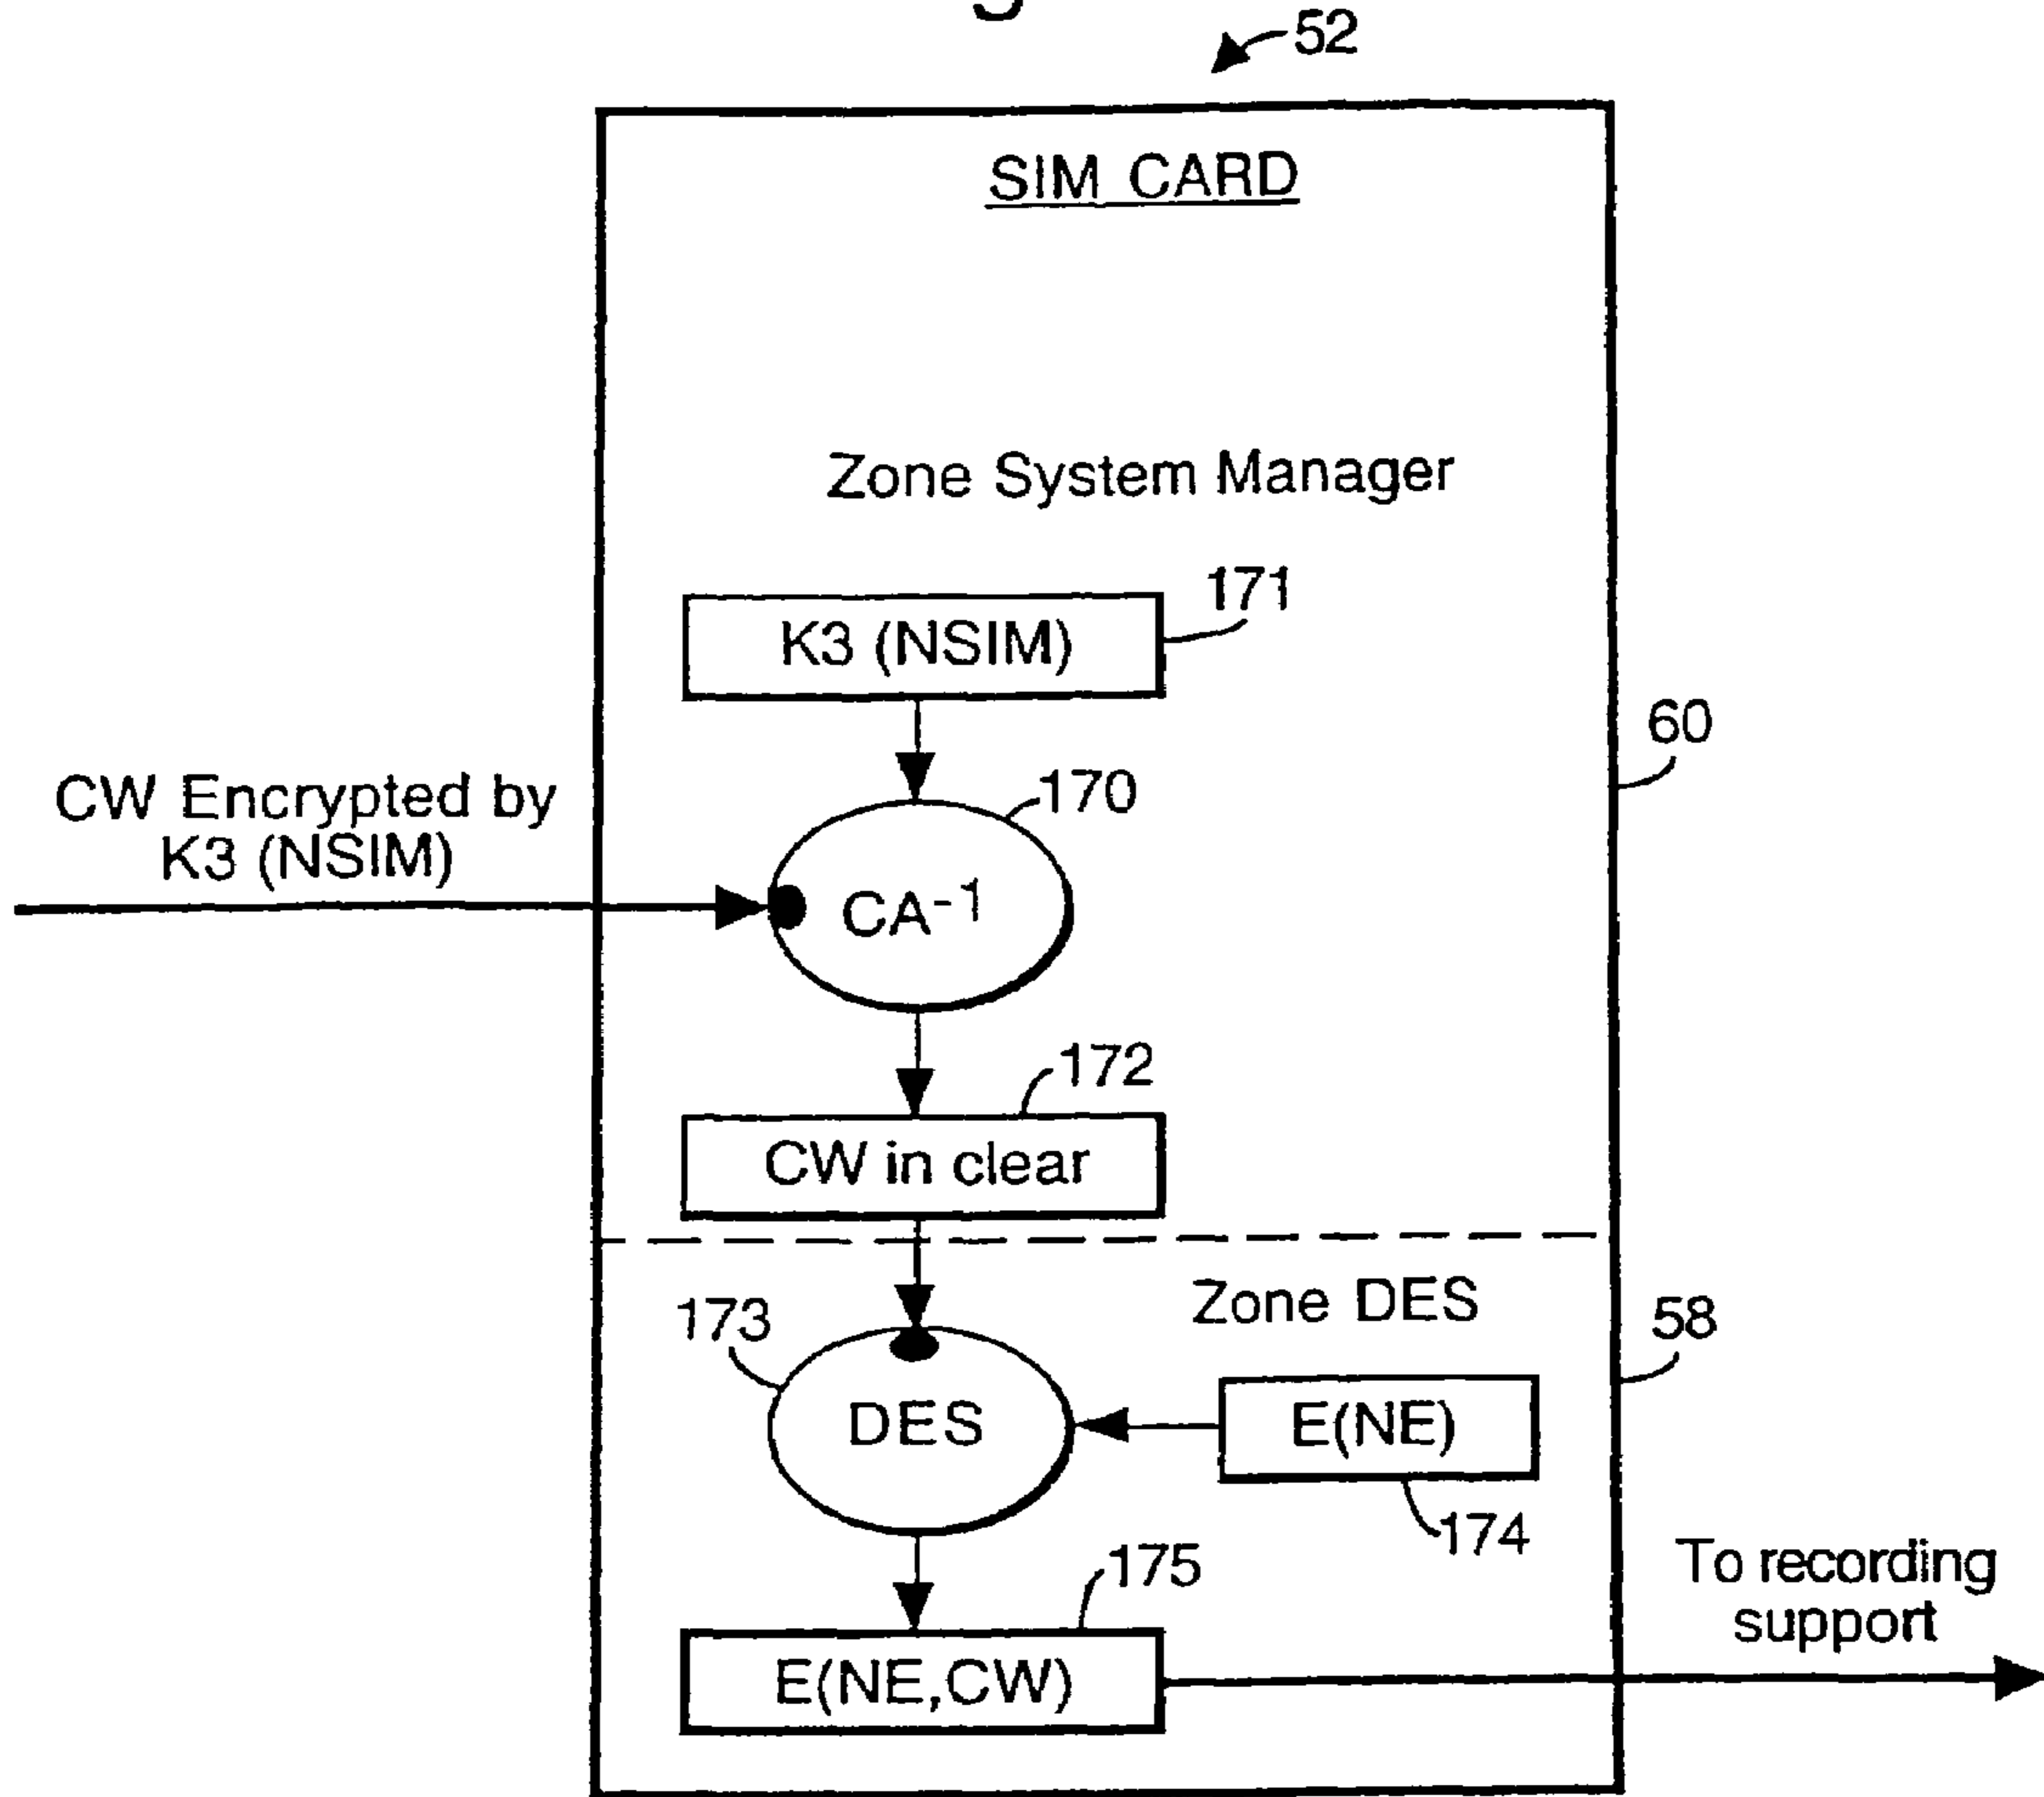 52
SIM CARD
Zone System Manager
171
K3 (NSIM)
60
170
CW Encrypted by
K3 (NSIM)
CA-1
172
CW in clear
Zone DES
173
58
DES
E(NE)
174
175
To recording
support
E(NE,CW)